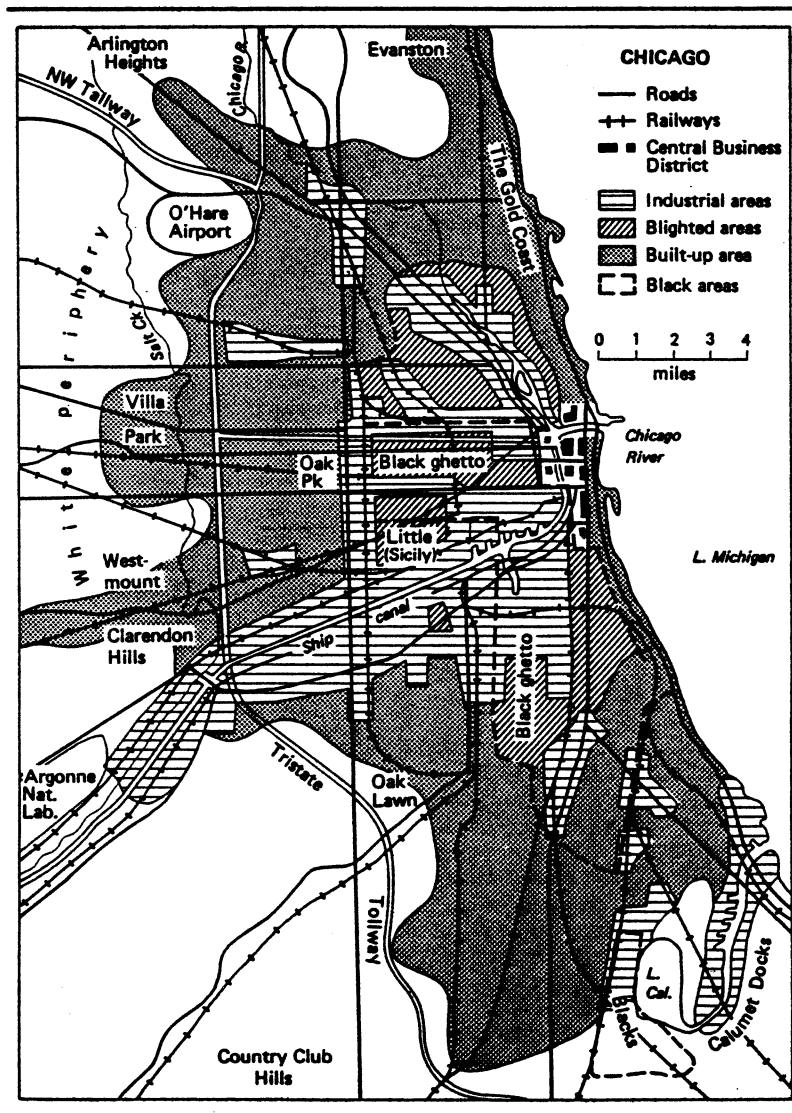 Arlington
Heights
Evanston
Chicago R.
NW Tallway
CHICAGO
Roads
Railways
Central Business
District
Industrial areas
Blighted areas
Built-up area
Black areas
0 2 4
miles
The Gold Coast
O'Hare
Airport
White periphery
Salt Ck
Villa
Park
Oak
Pk
Black ghetto
Chicago
River
Little
(Sicily)
L. Michigan
West-
mount
Clarendon
Hills
Ship canal
Black ghetto
Argonne
Nat.
Lab.
Tristate
Tollway
Oak
Lawn
L.
Cal.
Blacks
Calumet Docks
Country Club
Hills